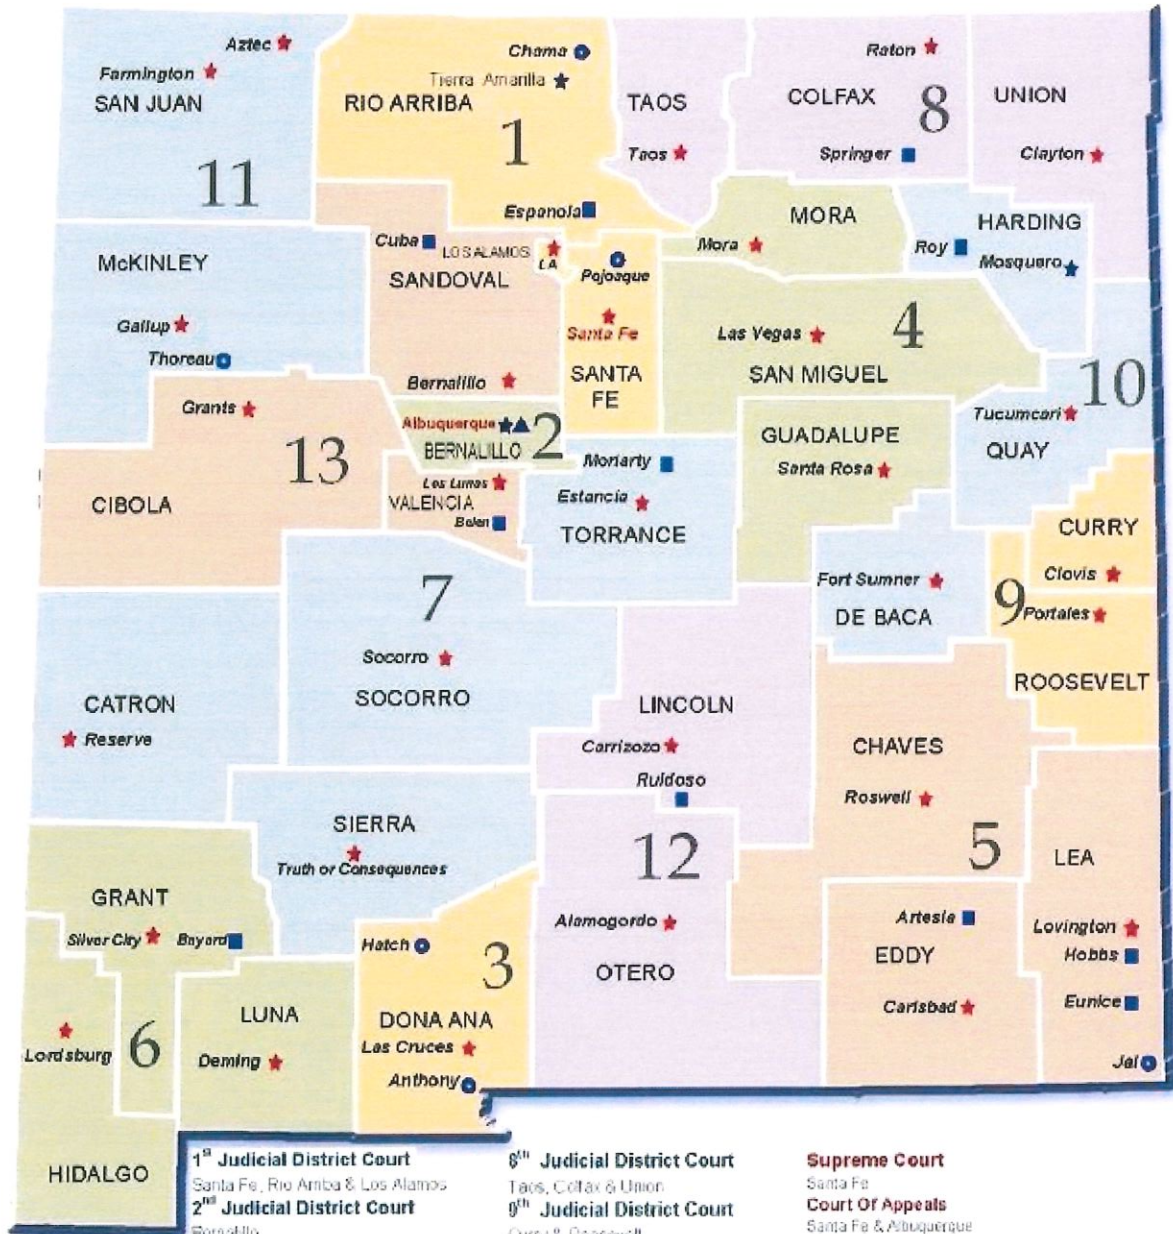 Aztec
Farmington
SAN JUAN
11
Chama
Tierra Amarilla
RIO ARRIBA
1
Espanola
TAOS
Taos
Raton
COLFAX
8
Springer
UNION
Clayton
McKINLEY
Gallup
Thoreau
Cuba
LOS ALAMOS
LA
SANDOVAL
Bernalillo
Pojoaque
Santa Fe
SANTA
FE
MORA
Mora
HARDING
Roy
Mosquero
4
Las Vegas
SAN MIGUEL
10
Tucumcari
QUAY
Grants
13
CIBOLA
Albuquerque
BERNALILLO
2
Los Lunas
VALENCIA
Belen
Moriarty
Estancia
TORRANCE
GUADALUPE
Santa Rosa
CURRY
Clovis
9
Portales
ROOSEVELT
Fort Sumner
DE BACA
7
Socorro
SOCORRO
CATRON
Reserve
LINCOLN
Carrizozo
Ruidoso
CHAVES
Roswell
5
LEA
SIERRA
Truth or Consequences
12
Alamogordo
OTERO
GRANT
Silver City
Bayard
Hatch
3
DONA ANA
Las Cruces
Anthony
Artesia
EDDY
Carlsbad
Lovington
Hobbs
Eunice
Jal
Lordsburg
6
LUNA
Deming
HIDALGO
1st Judicial District Court
Santa Fe, Rio Arriba & Los Alamos
2nd Judicial District Court
Bernalillo
8th Judicial District Court
Taos, Colfax & Union
9th Judicial District Court
Curry & Roosevelt
Supreme Court
Santa Fe
Court Of Appeals
Santa Fe & Albuquerque